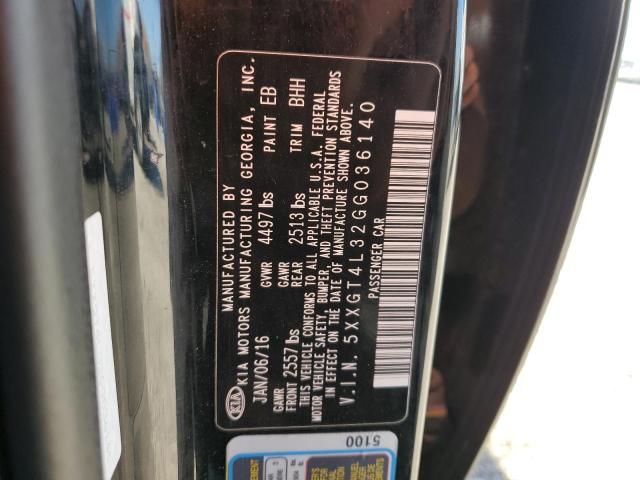 KIA
MANUFACTURED BY
KIA MOTORS MANUFACTURING GEORGIA, INC.
JAN/06/16 GVWR 4497 lbs PAINT EB
GAWR FRONT 2557 lbs GAWR REAR 2513 lbs TRIM BHH
THIS VEHICLE CONFORMS TO ALL APPLICABLE U.S.A. FEDERAL
MOTOR VEHICLE SAFETY, BUMPER, AND THEFT PREVENTION STANDARDS
IN EFFECT ON THE DATE OF MANUFACTURE SHOWN ABOVE.
V.I.N. 5XXGT4L32GG036140
PASSENGER CAR
5100